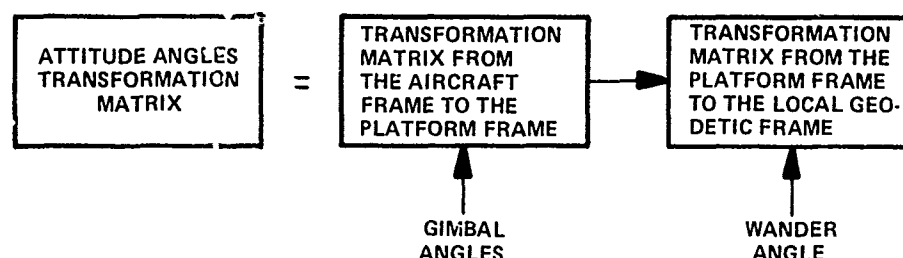 ATTITUDE ANGLES
TRANSFORMATION
MATRIX
=
TRANSFORMATION
MATRIX FROM
THE AIRCRAFT
FRAME TO THE
PLATFORM FRAME
TRANSFORMATION
MATRIX FROM THE
PLATFORM FRAME
TO THE LOCAL GEO-
DETIC FRAME
GIMBAL
ANGLES
WANDER
ANGLE